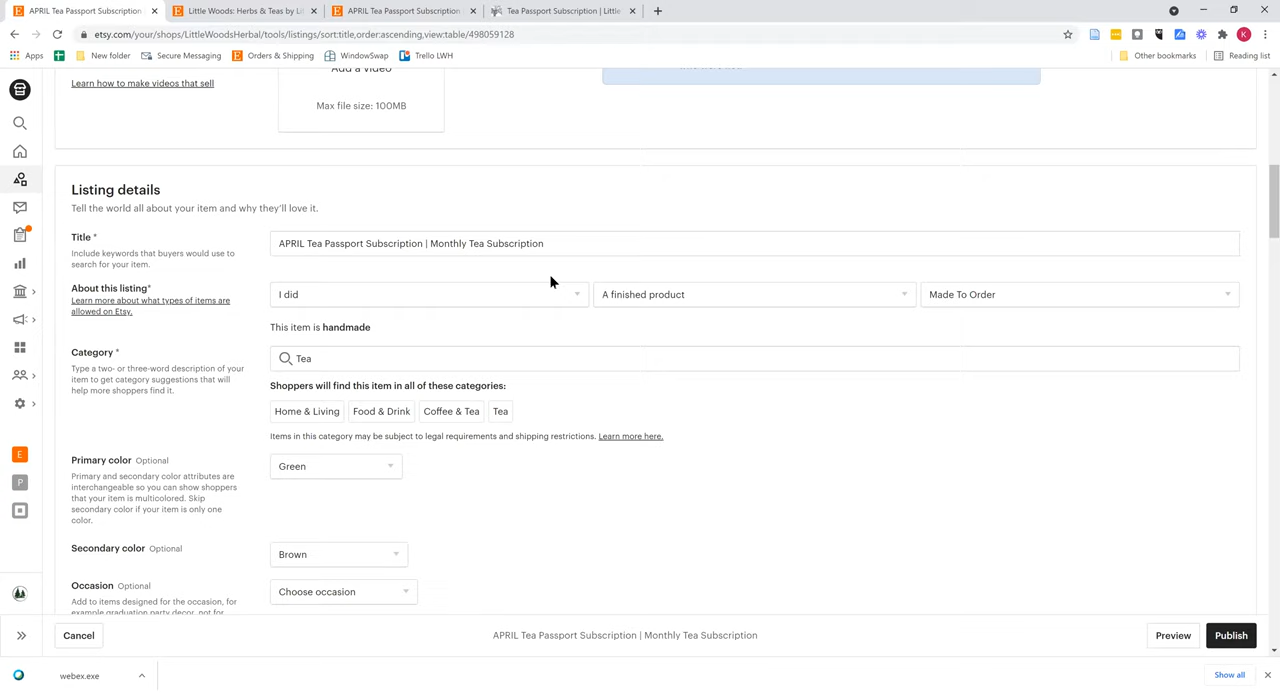 APRIL Tea Passport Subscription
Little Woods: Herbs & Teas by Li
APRIL Tea Passport Subscription
Tea Passport Subscription | Little
K
etsy.com/your/shops/LittleWoodsHerbal/tools/listings/sort:title,order:ascending,view:table/498059128
Apps
New folder
Secure Messaging
Orders & Shipping
WindowSwap
Trello LWH
Other bookmarks
Reading list
Learn how to make videos that sell
Add a video
Max file size: 100MB
Listing details
Tell the world all about your item and why they'll love it.
Title *
Include keywords that buyers would use to
search for your item.
APRIL Tea Passport Subscription | Monthly Tea Subscription
About this listing*
Learn more about what types of items are
allowed on Etsy.
I did
A finished product
Made To Order
This item is handmade
Category *
Type a two- or three-word description of your
item to get category suggestions that will
help more shoppers find it.
Tea
Shoppers will find this item in all of these categories:
Home & Living
Food & Drink
Coffee & Tea
Tea
Items in this category may be subject to legal requirements and shipping restrictions. Learn more here.
Primary color Optional
Primary and secondary color attributes are
interchangeable so you can show shoppers
that your item is multicolored. Skip
secondary color if your item is only one
color.
Green
Secondary color Optional
Brown
Occasion Optional
Add to items designed for the occasion, for
example graduation party decor, not for
Choose occasion
E
P
Cancel
APRIL Tea Passport Subscription | Monthly Tea Subscription
Preview
Publish
webex.exe
Show all